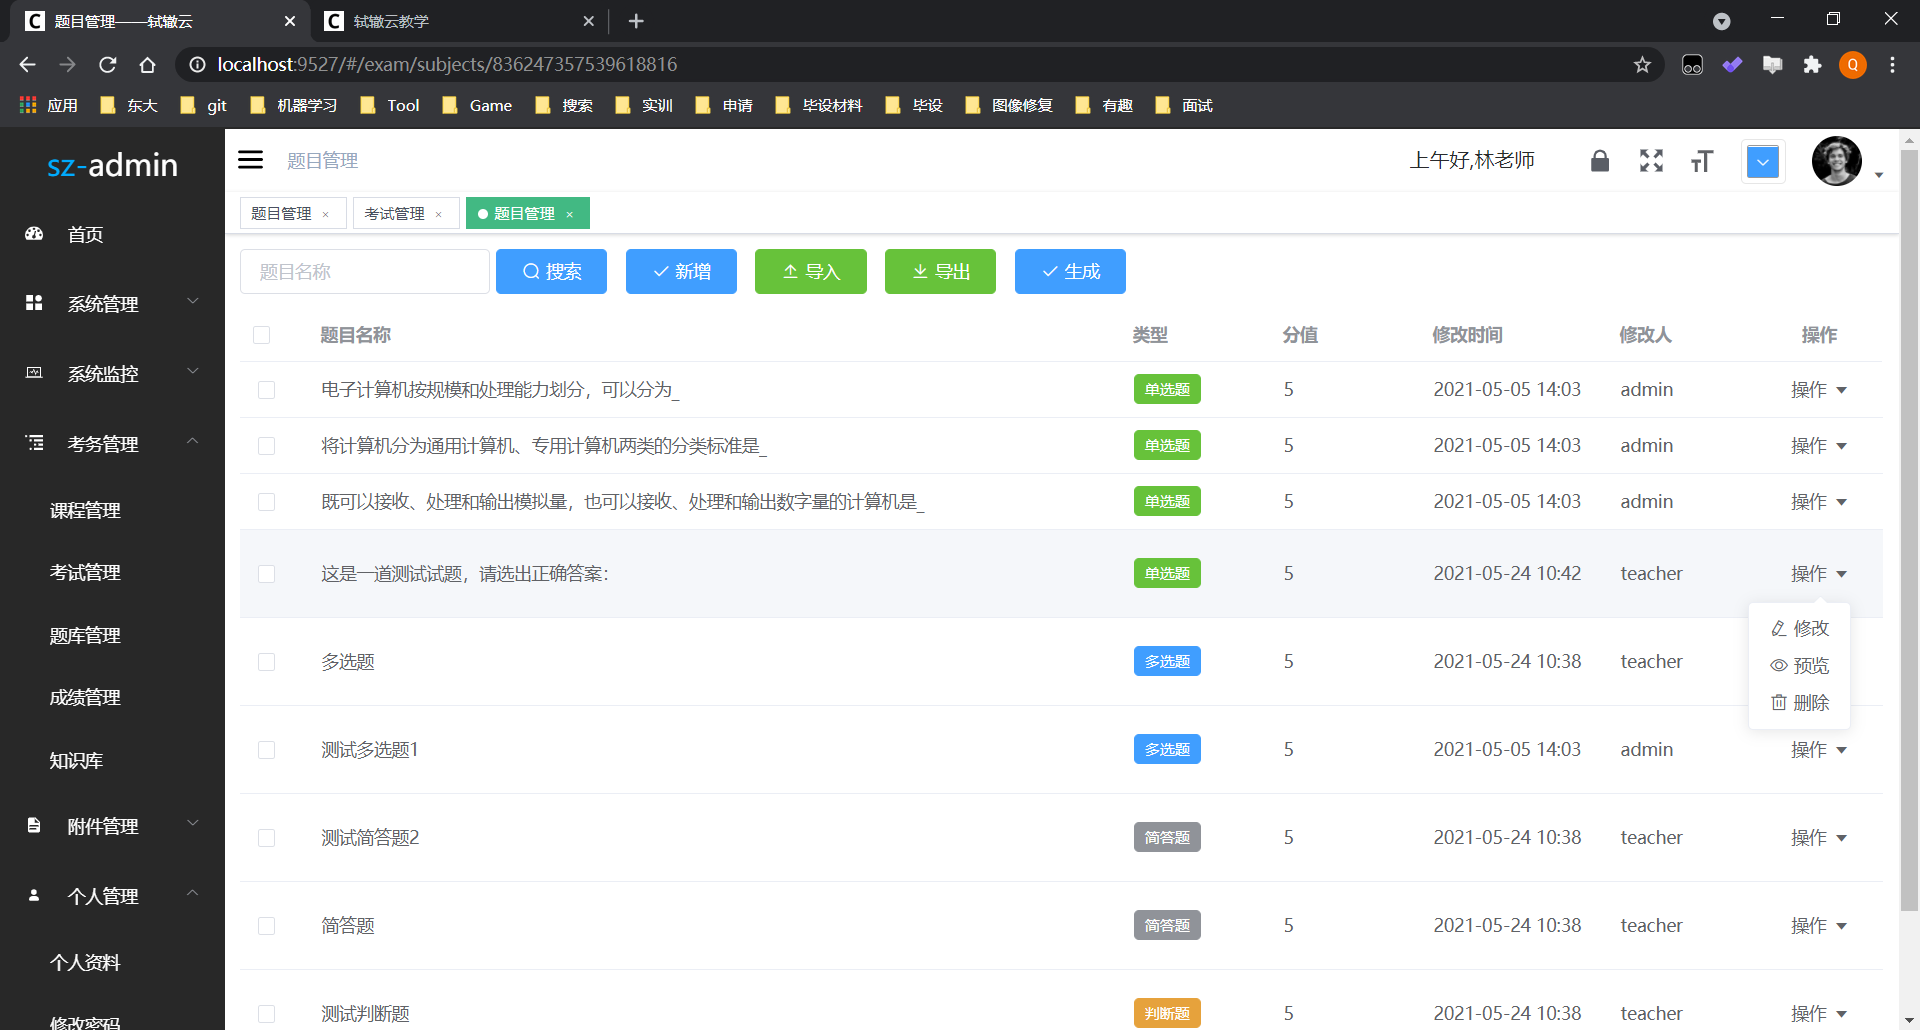 题目管理——轼辙云
轼辙云教学
localhost:9527/#/exam/subjects/836247357539618816
Q
应用 东大 git 机器学习 Tool Game 搜索 实训 申请 毕设材料 毕设 图像修复 有趣 面试
sz-admin
首页
系统管理
系统监控
考务管理
课程管理
考试管理
题库管理
成绩管理
知识库
附件管理
个人管理
个人资料
修改密码
题目管理
上午好,林老师
题目管理 × 考试管理 × 题目管理 ×
题目名称 搜索 新增 导入 导出 生成
题目名称 类型 分值 修改时间 修改人 操作
电子计算机按规模和处理能力划分，可以分为_ 单选题 5 2021-05-05 14:03 admin 操作
将计算机分为通用计算机、专用计算机两类的分类标准是_ 单选题 5 2021-05-05 14:03 admin 操作
既可以接收、处理和输出模拟量，也可以接收、处理和输出数字量的计算机是_ 单选题 5 2021-05-05 14:03 admin 操作
这是一道测试试题，请选出正确答案： 单选题 5 2021-05-24 10:42 teacher 操作
修改
预览
删除
多选题 多选题 5 2021-05-24 10:38 teacher
测试多选题1 多选题 5 2021-05-05 14:03 admin 操作
测试简答题2 简答题 5 2021-05-24 10:38 teacher 操作
简答题 简答题 5 2021-05-24 10:38 teacher 操作
测试判断题 判断题 5 2021-05-24 10:38 teacher 操作